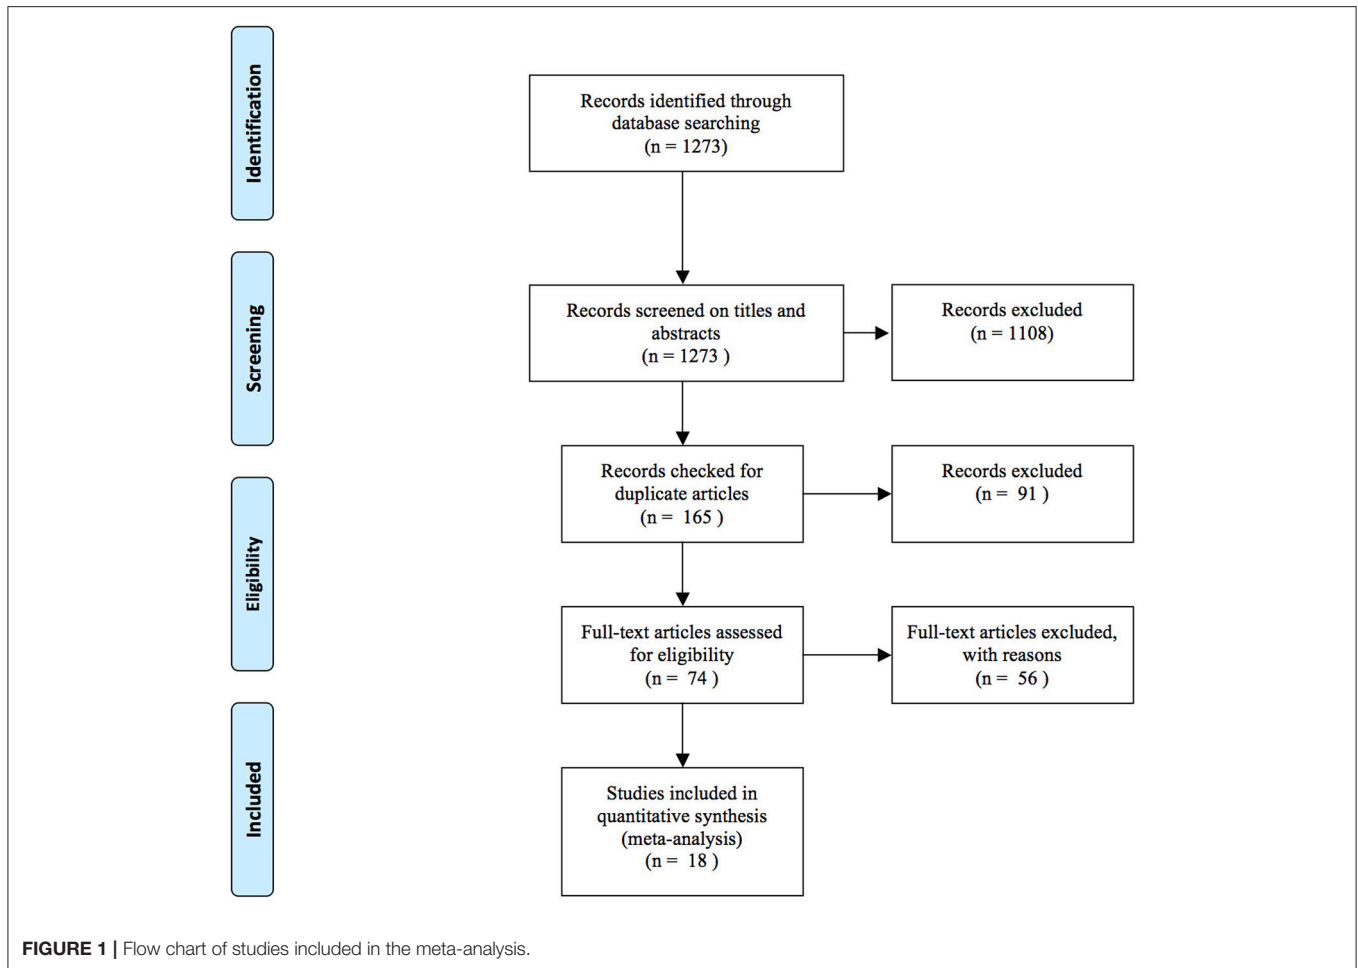 Identification
Records identified through
database searching
(n = 1273)
Screening
Records screened on titles and
abstracts
(n = 1273 )
Records excluded
(n = 1108)
Records checked for
duplicate articles
(n = 165 )
Records excluded
(n = 91 )
Eligibility
Full-text articles assessed
for eligibility
(n = 74 )
Full-text articles excluded,
with reasons
(n = 56 )
Included
Studies included in
quantitative synthesis
(meta-analysis)
(n = 18 )
FIGURE 1 | Flow chart of studies included in the meta-analysis.